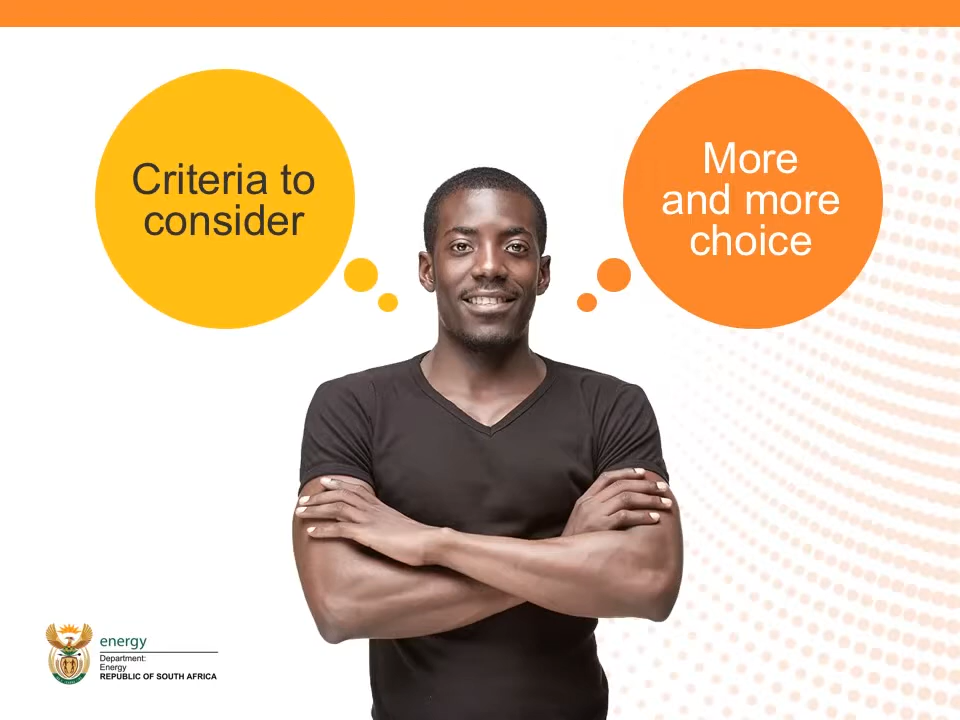 Criteria to
consider
More
and more
choice
energy
Department:
Energy
REPUBLIC OF SOUTH AFRICA